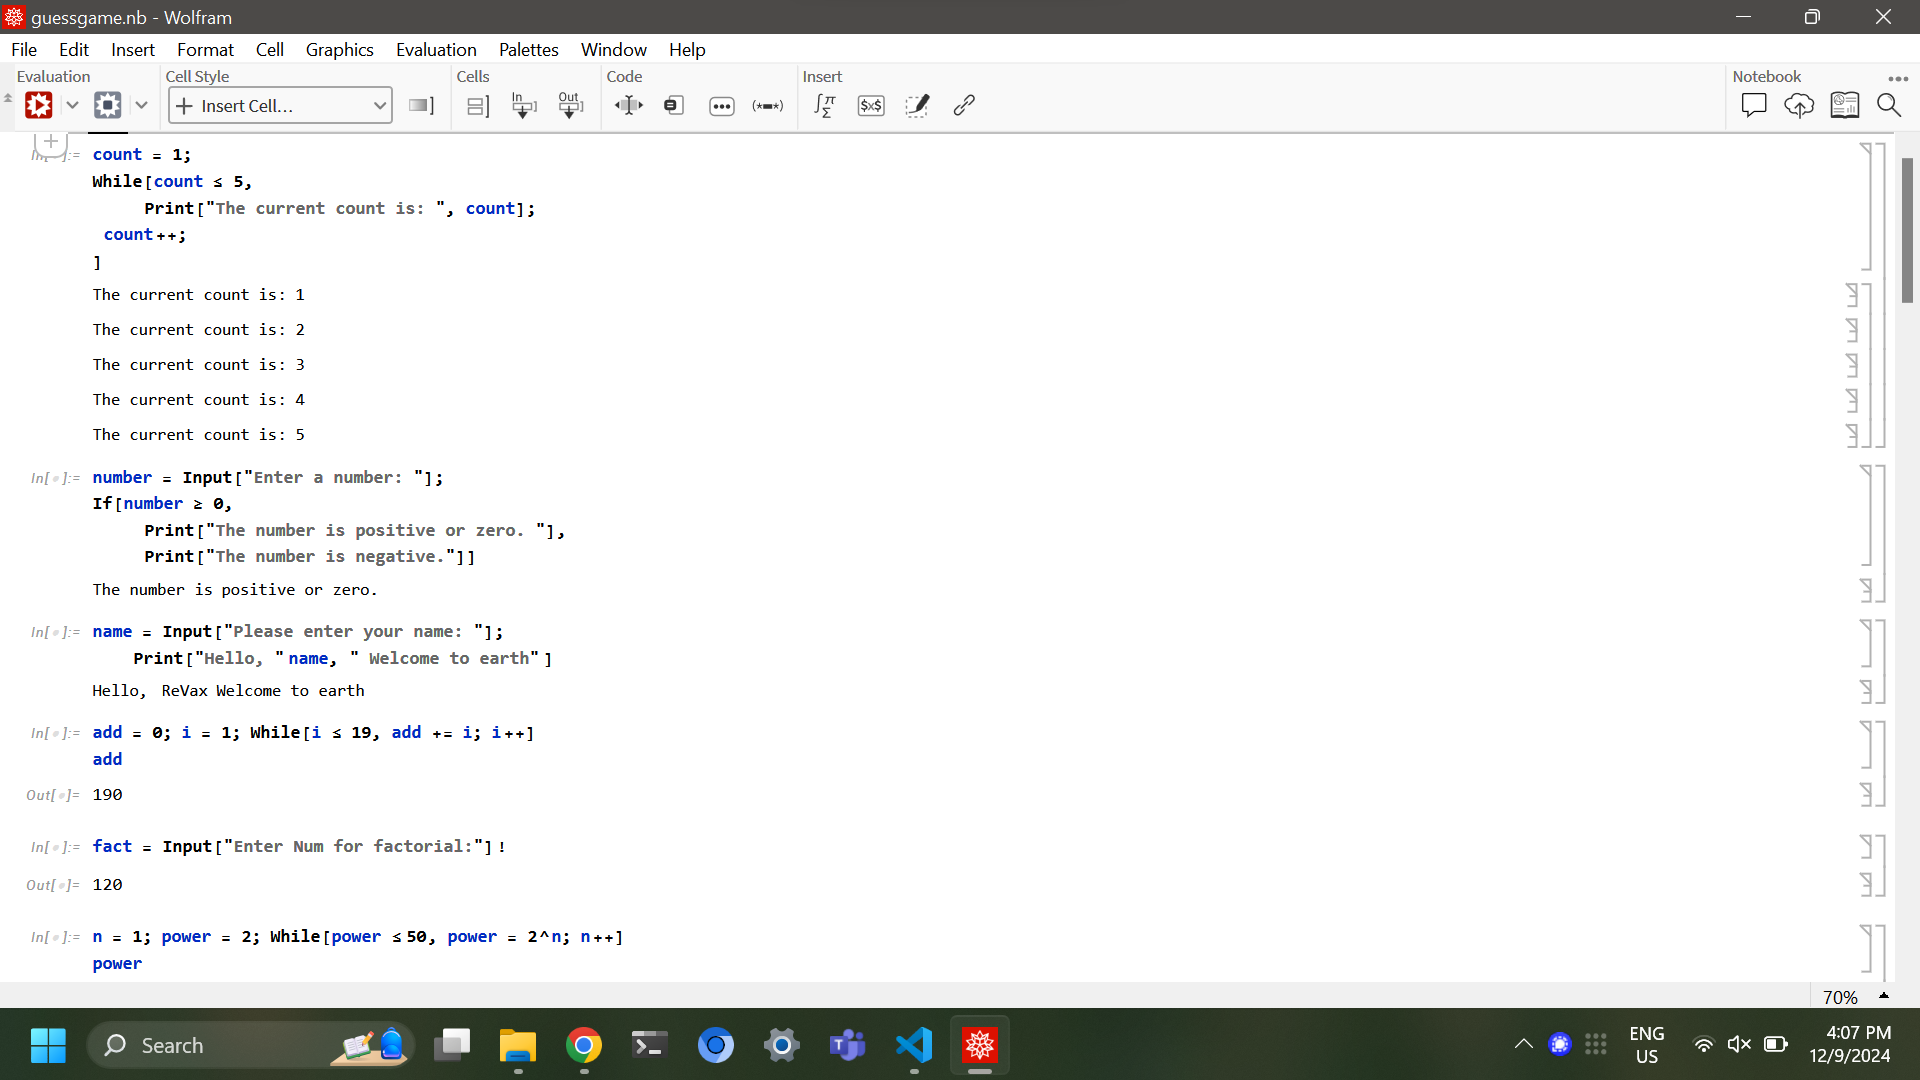 guessgame.nb - Wolfram
File Edit Insert Format Cell Graphics Evaluation Palettes Window Help
Evaluation Cell Style Cells Code Insert Notebook
Insert Cell...
In Out
count = 1;
While[count ≤ 5,
Print["The current count is: ", count];
count++;
]
The current count is: 1
The current count is: 2
The current count is: 3
The current count is: 4
The current count is: 5
In[•]:= number = Input["Enter a number: "];
If[number ≥ 0,
Print["The number is positive or zero. "],
Print["The number is negative."]]
The number is positive or zero.
In[•]:= name = Input["Please enter your name: "];
Print["Hello, " name, " Welcome to earth"]
Hello, ReVax Welcome to earth
In[•]:= add = 0; i = 1; While[i ≤ 19, add += i; i++]
add
Out[•]= 190
In[•]:= fact = Input["Enter Num for factorial:"]!
Out[•]= 120
In[•]:= n = 1; power = 2; While[power ≤ 50, power = 2^n; n++]
power
70%
Search
ENG
US
4:07 PM
12/9/2024